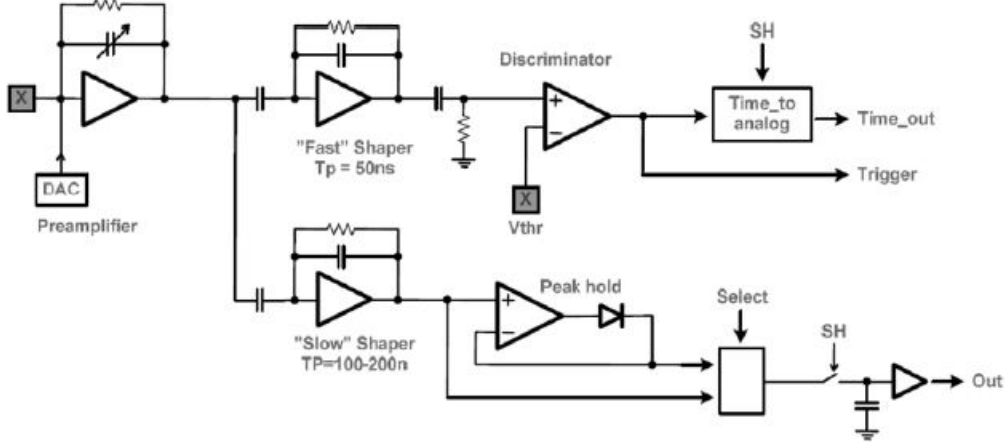 X
DAC
Preamplifier
"Fast" Shaper
Tp = 50ns
Discriminator
+
−
X
Vthr
SH
Time_to
analog
Time_out
Trigger
"Slow" Shaper
TP=100-200n
Peak hold
+
−
Select
SH
Out